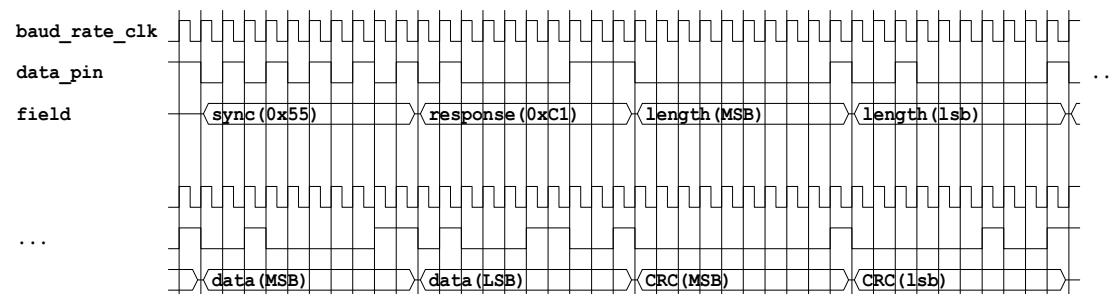 baud_rate_clk
data_pin ..
field sync(0x55) response(0xC1) length(MSB) length(lsb)
...
data(MSB) data(LSB) CRC(MSB) CRC(lsb)